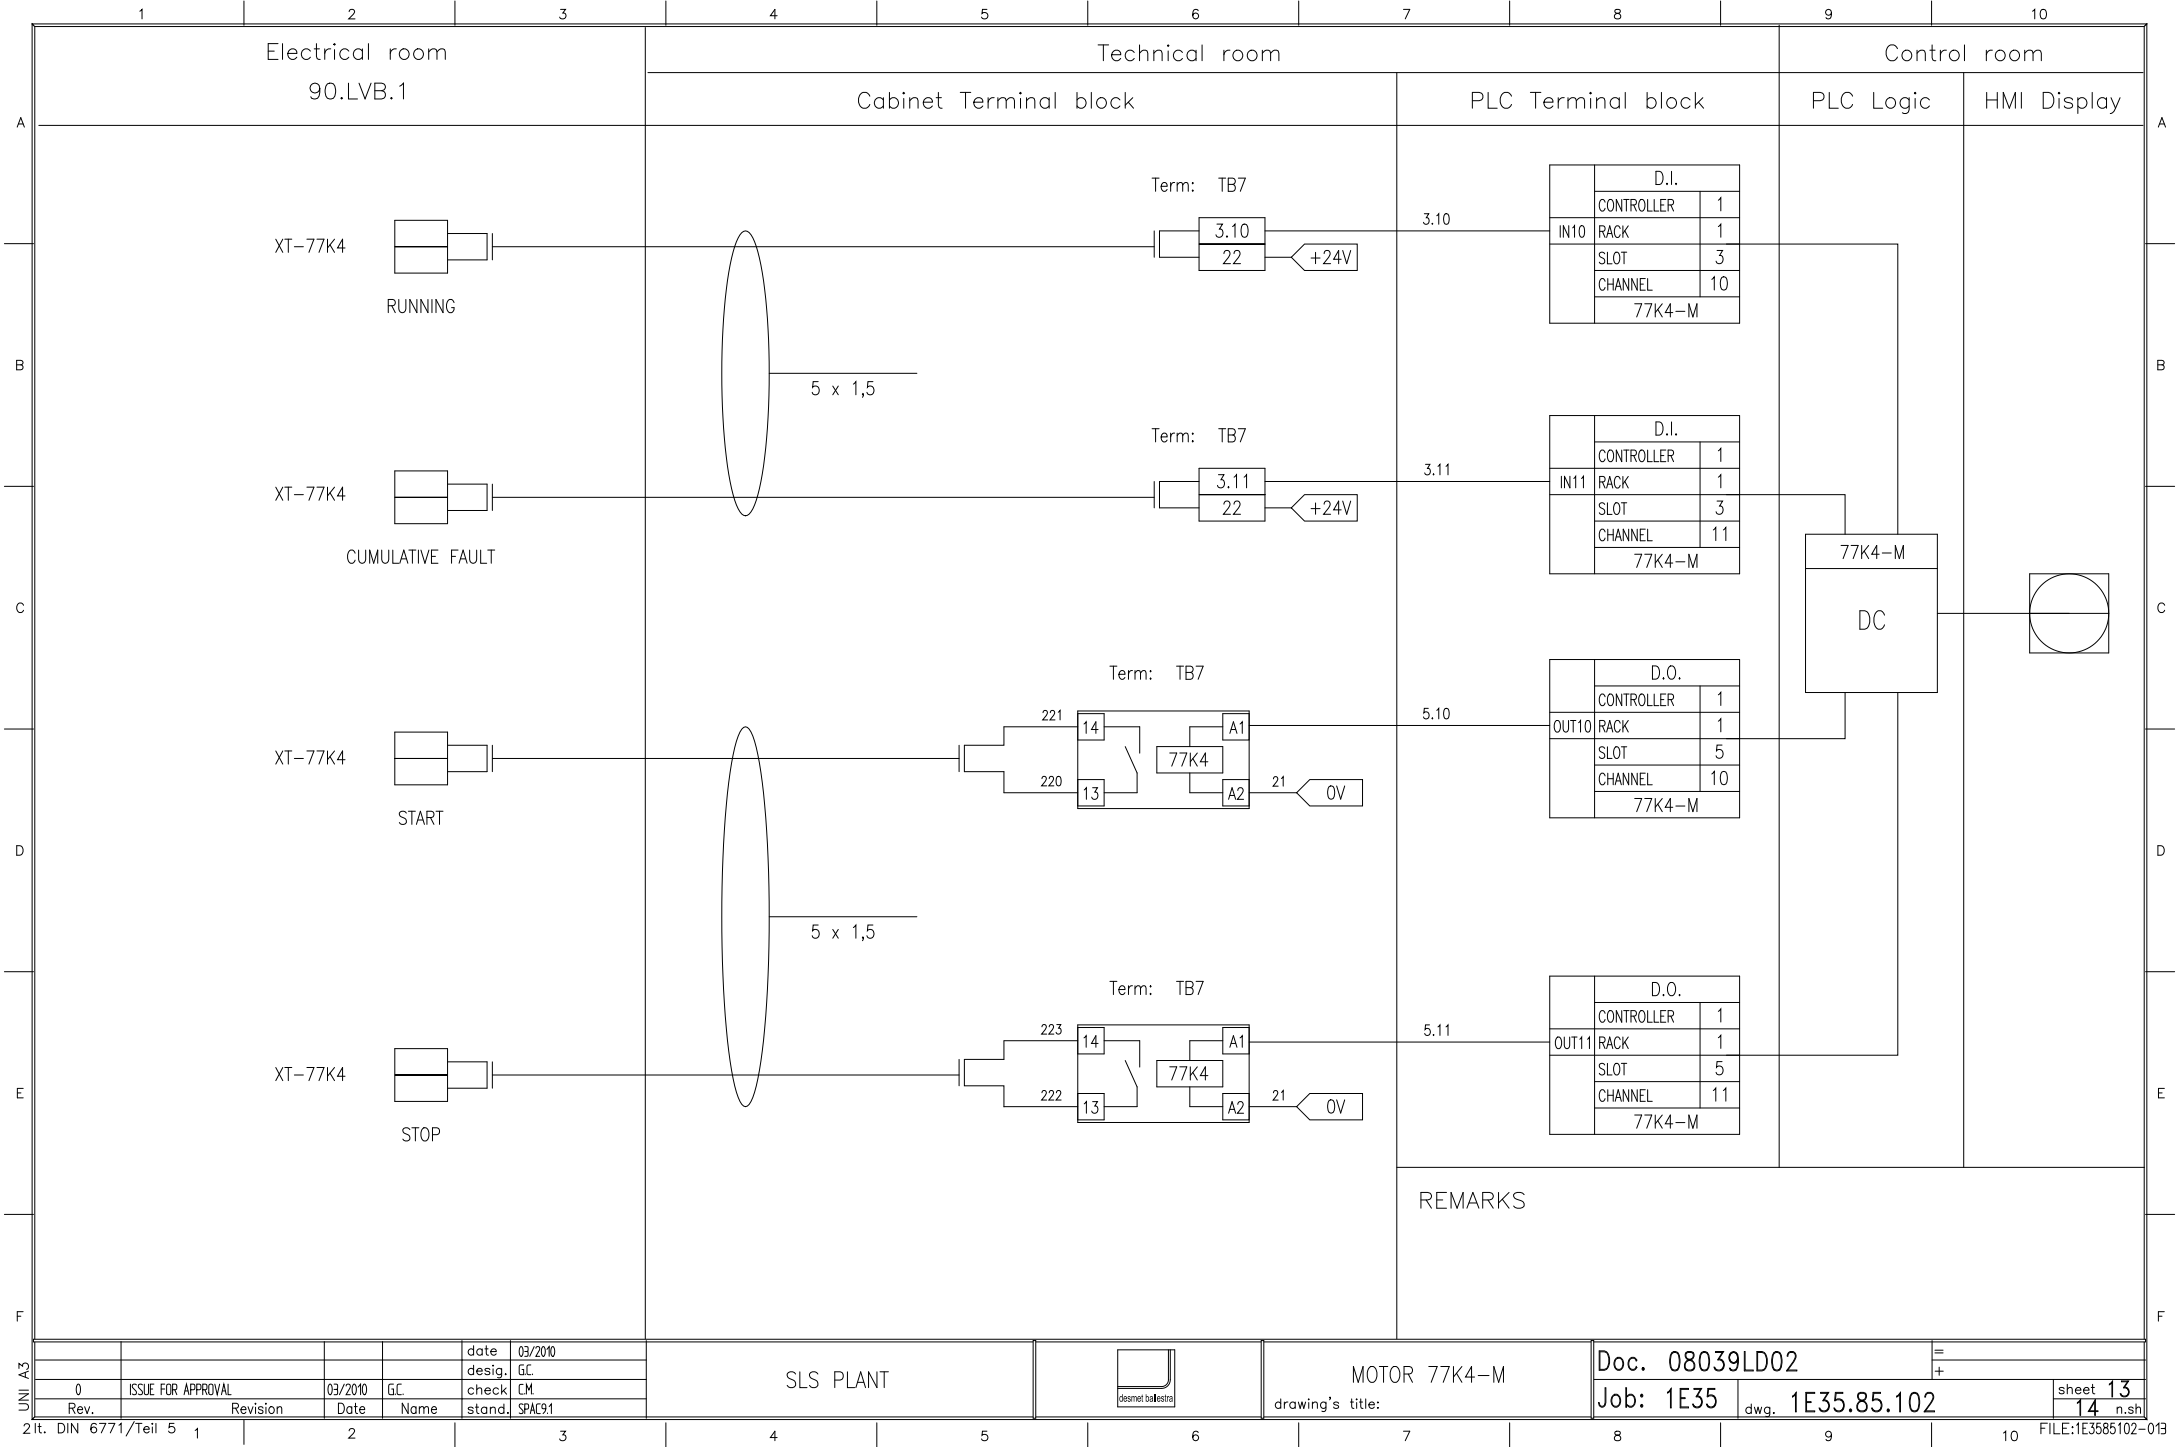 1 2 3 4 5 6 7 8 9 10
Electrical room
90.LVB.1
Technical room
Control room
Cabinet Terminal block
PLC Terminal block
PLC Logic
HMI Display
A A
Term: TB7
XT-77K4
RUNNING
3.10
22
+24V
3.10
D.I.
CONTROLLER 1
IN10 RACK 1
SLOT 3
CHANNEL 10
77K4-M
B B
5 x 1,5
Term: TB7
XT-77K4
CUMULATIVE FAULT
3.11
22
+24V
3.11
D.I.
CONTROLLER 1
IN11 RACK 1
SLOT 3
CHANNEL 11
77K4-M
77K4-M
DC
C C
Term: TB7
XT-77K4
START
221
14
A1
77K4
220
13
A2
21
0V
5.10
D.O.
CONTROLLER 1
OUT10 RACK 1
SLOT 5
CHANNEL 10
77K4-M
D D
5 x 1,5
Term: TB7
XT-77K4
STOP
223
14
A1
77K4
222
13
A2
21
0V
5.11
D.O.
CONTROLLER 1
OUT11 RACK 1
SLOT 5
CHANNEL 11
77K4-M
E E
REMARKS
F F
UNI A3
date 03/2010
desig. G.C.
0 ISSUE FOR APPROVAL 03/2010 G.C. check C.M.
Rev. Revision Date Name stand. SPAC9.1
SLS PLANT
desmet ballestra
MOTOR 77K4-M
drawing's title:
Doc. 08039LD02
=
+
Job: 1E35
dwg. 1E35.85.102
sheet 13
14 n.sh
2lt. DIN 6771/Teil 5
FILE:1E3585102-013
1 2 3 4 5 6 7 8 9 10